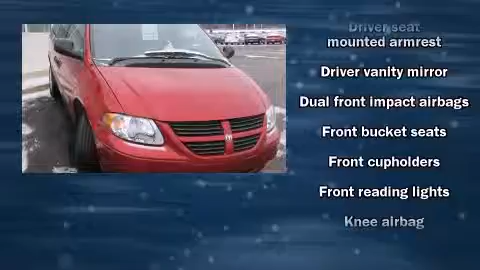 Driver seat
mounted armrest
Driver vanity mirror
Dual front impact airbags
Front bucket seats
Front cupholders
Front reading lights
Knee airbag